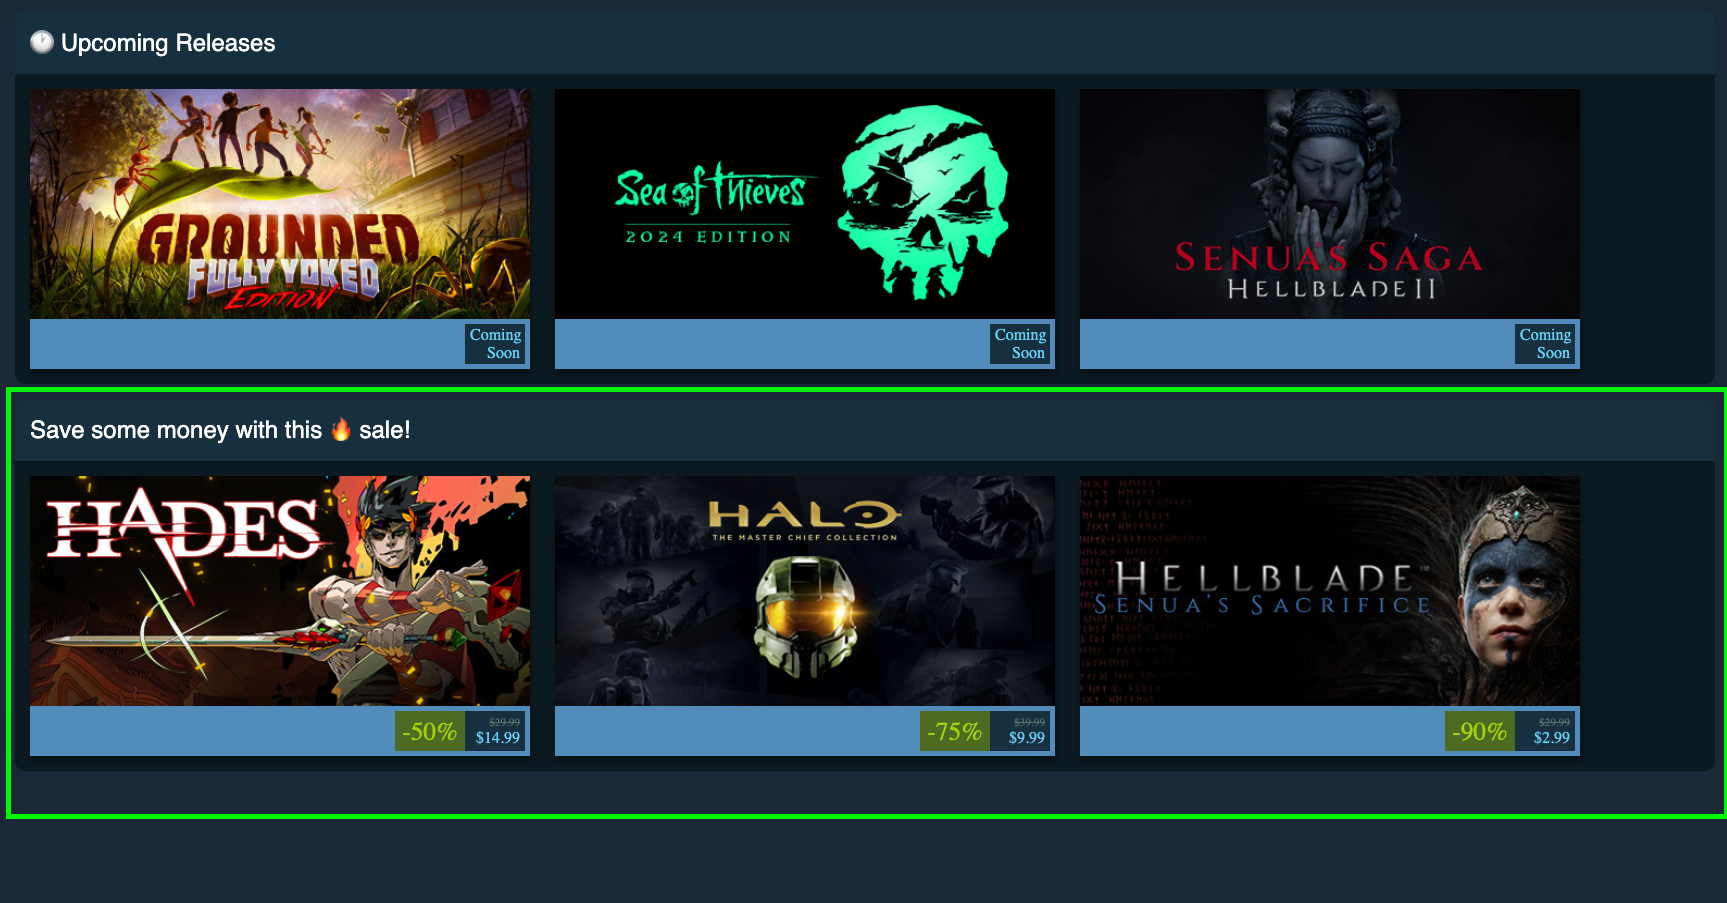 🕐 Upcoming Releases
GROUNDED
FULLY YOKED
EDITION
Coming
Soon
Sea of Thieves
2024 EDITION
Coming
Soon
SENUA'S SAGA
HELLBLADE II
Coming
Soon
Save some money with this 🔥 sale!
HADES
-50%
$29.99
$14.99
HALO
THE MASTER CHIEF COLLECTION
-75%
$39.99
$9.99
HELLBLADE™
SENUA'S SACRIFICE
-90%
$29.99
$2.99